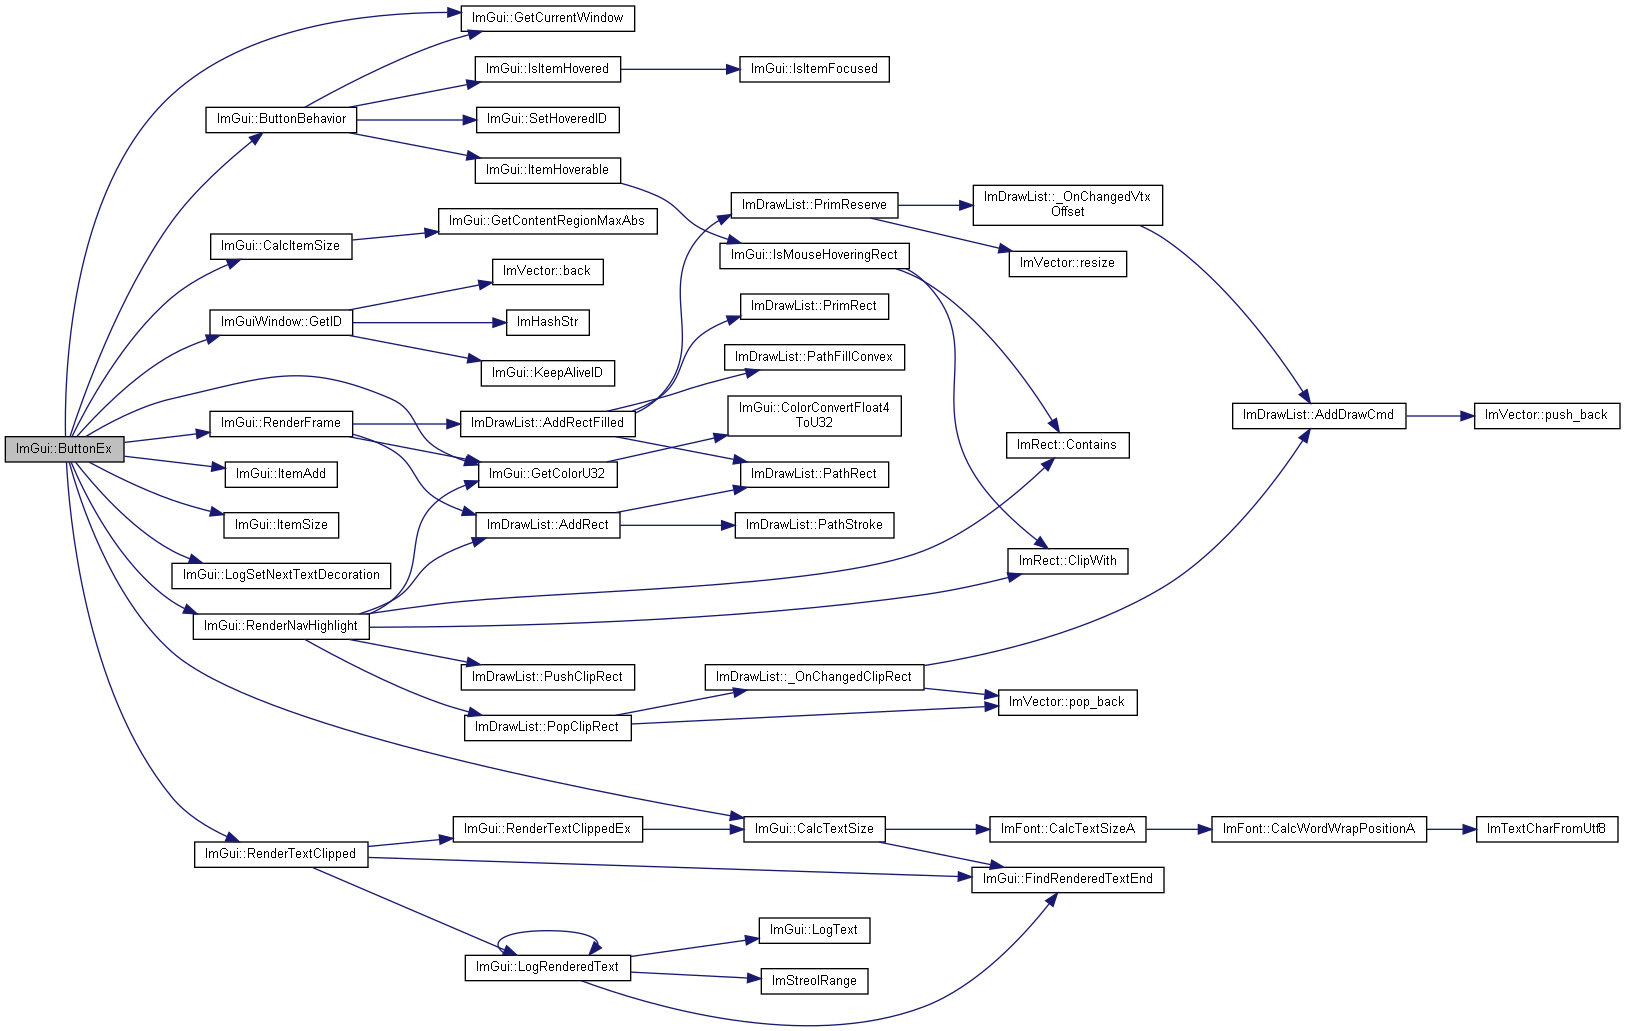 ImGui::GetCurrentWindow
ImGui::IsItemHovered
ImGui::IsItemFocused
ImGui::ButtonBehavior
ImGui::SetHoveredID
ImGui::ItemHoverable
ImDrawList::PrimReserve
ImDrawList::_OnChangedVtx
Offset
ImGui::GetContentRegionMaxAbs
ImGui::CalcItemSize
ImGui::IsMouseHoveringRect
ImVector::resize
ImVector::back
ImDrawList::PrimRect
ImGuiWindow::GetID
ImHashStr
ImDrawList::PathFillConvex
ImGui::KeepAliveID
ImGui::ColorConvertFloat4
ToU32
ImDrawList::AddDrawCmd
ImVector::push_back
ImGui::RenderFrame
ImDrawList::AddRectFilled
ImRect::Contains
ImGui::ButtonEx
ImGui::ItemAdd
ImGui::GetColorU32
ImDrawList::PathRect
ImGui::ItemSize
ImDrawList::AddRect
ImDrawList::PathStroke
ImRect::ClipWith
ImGui::LogSetNextTextDecoration
ImGui::RenderNavHighlight
ImDrawList::PushClipRect
ImDrawList::_OnChangedClipRect
ImVector::pop_back
ImDrawList::PopClipRect
ImGui::RenderTextClippedEx
ImGui::CalcTextSize
ImFont::CalcTextSizeA
ImFont::CalcWordWrapPositionA
ImTextCharFromUtf8
ImGui::RenderTextClipped
ImGui::FindRenderedTextEnd
ImGui::LogText
ImGui::LogRenderedText
ImStreolRange